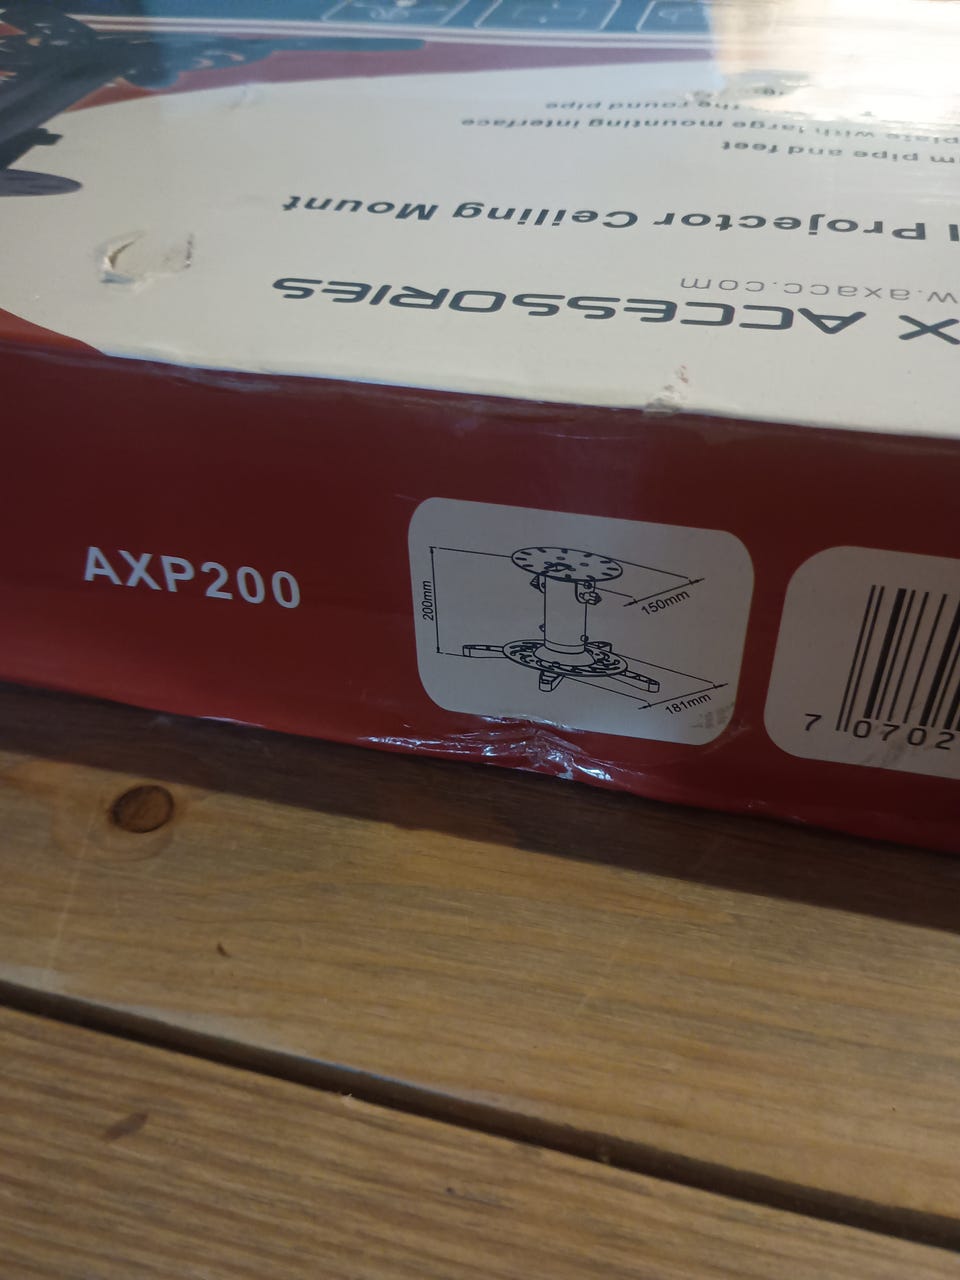 the round pipe
plate with large mounting interface
pipe and feet
Projector Ceiling Mount
www.axacc.com
X ACCESSORIES
AXP200
200mm
150mm
181mm
7 0702